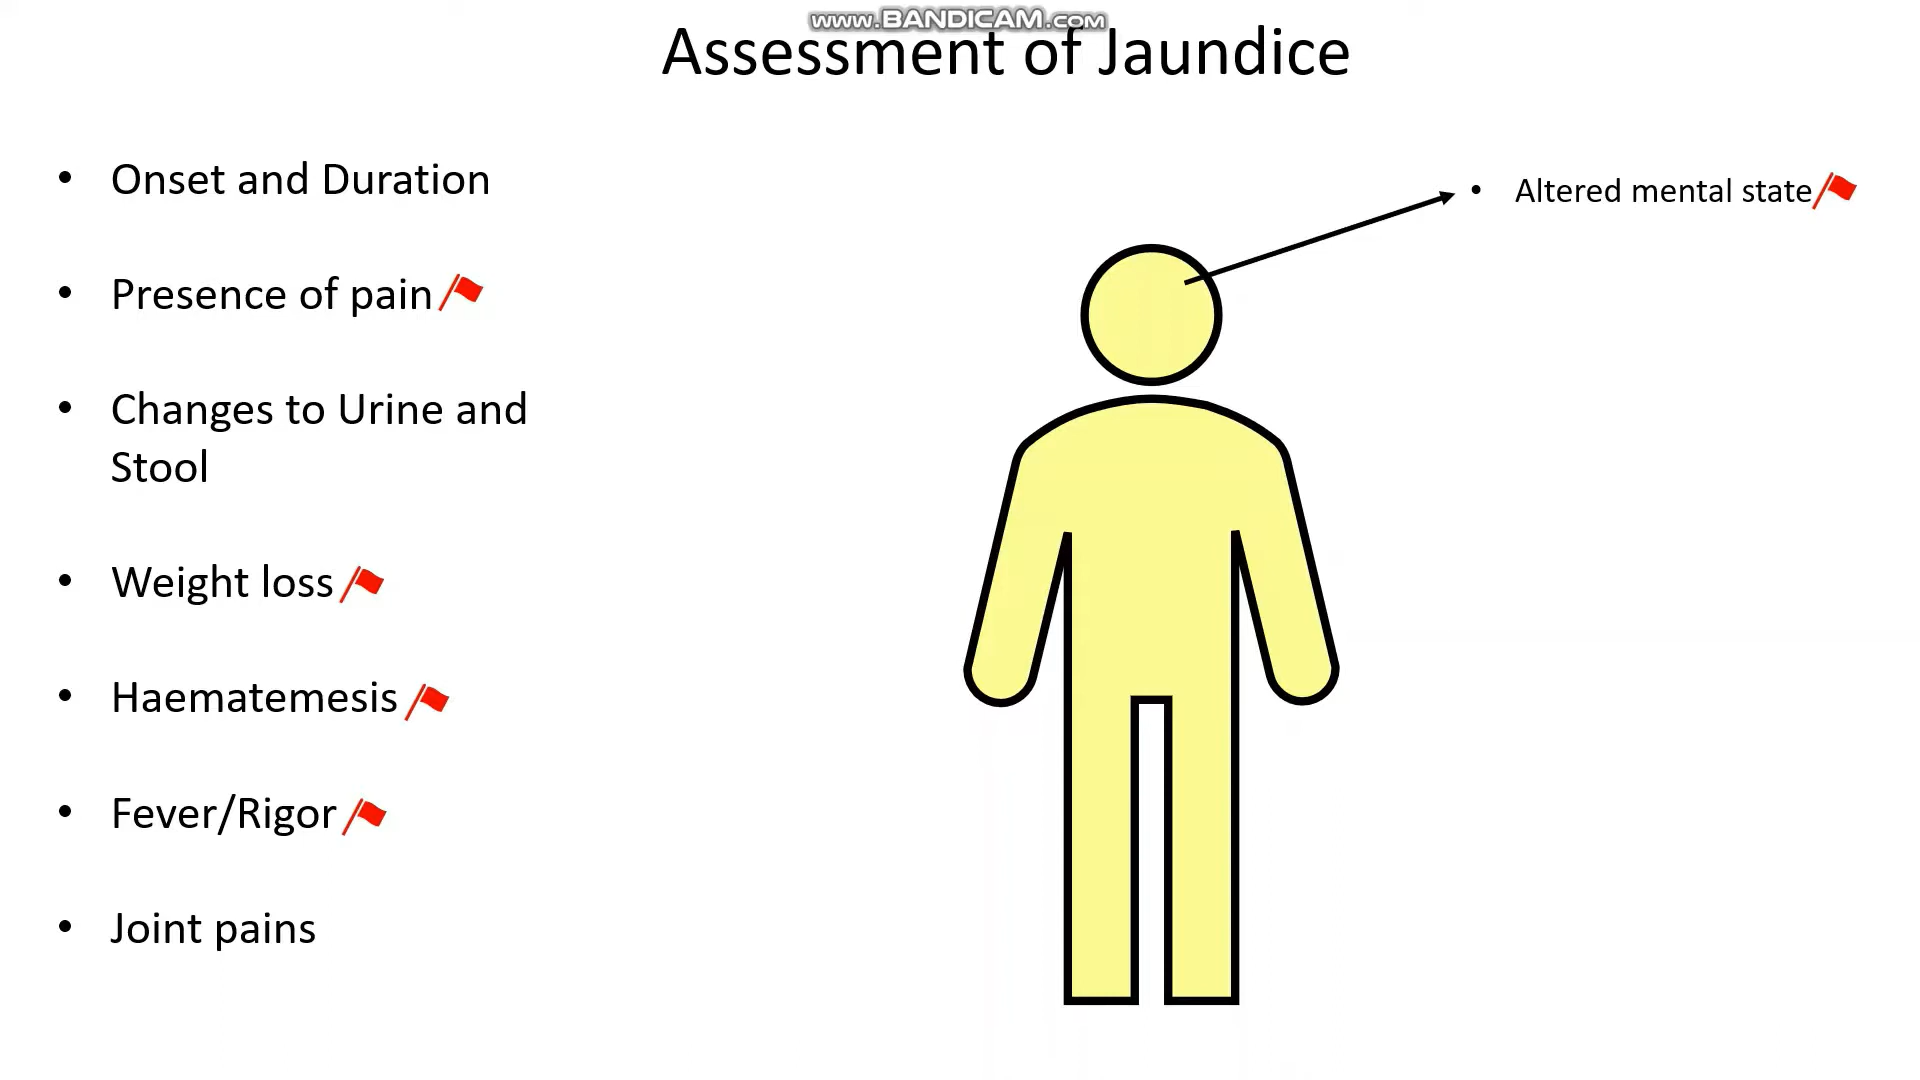 www.BANDICAM.com
Assessment of Jaundice
• Onset and Duration
• Presence of pain
• Changes to Urine and
Stool
• Weight loss
• Haematemesis
• Fever/Rigor
• Joint pains
• Altered mental state